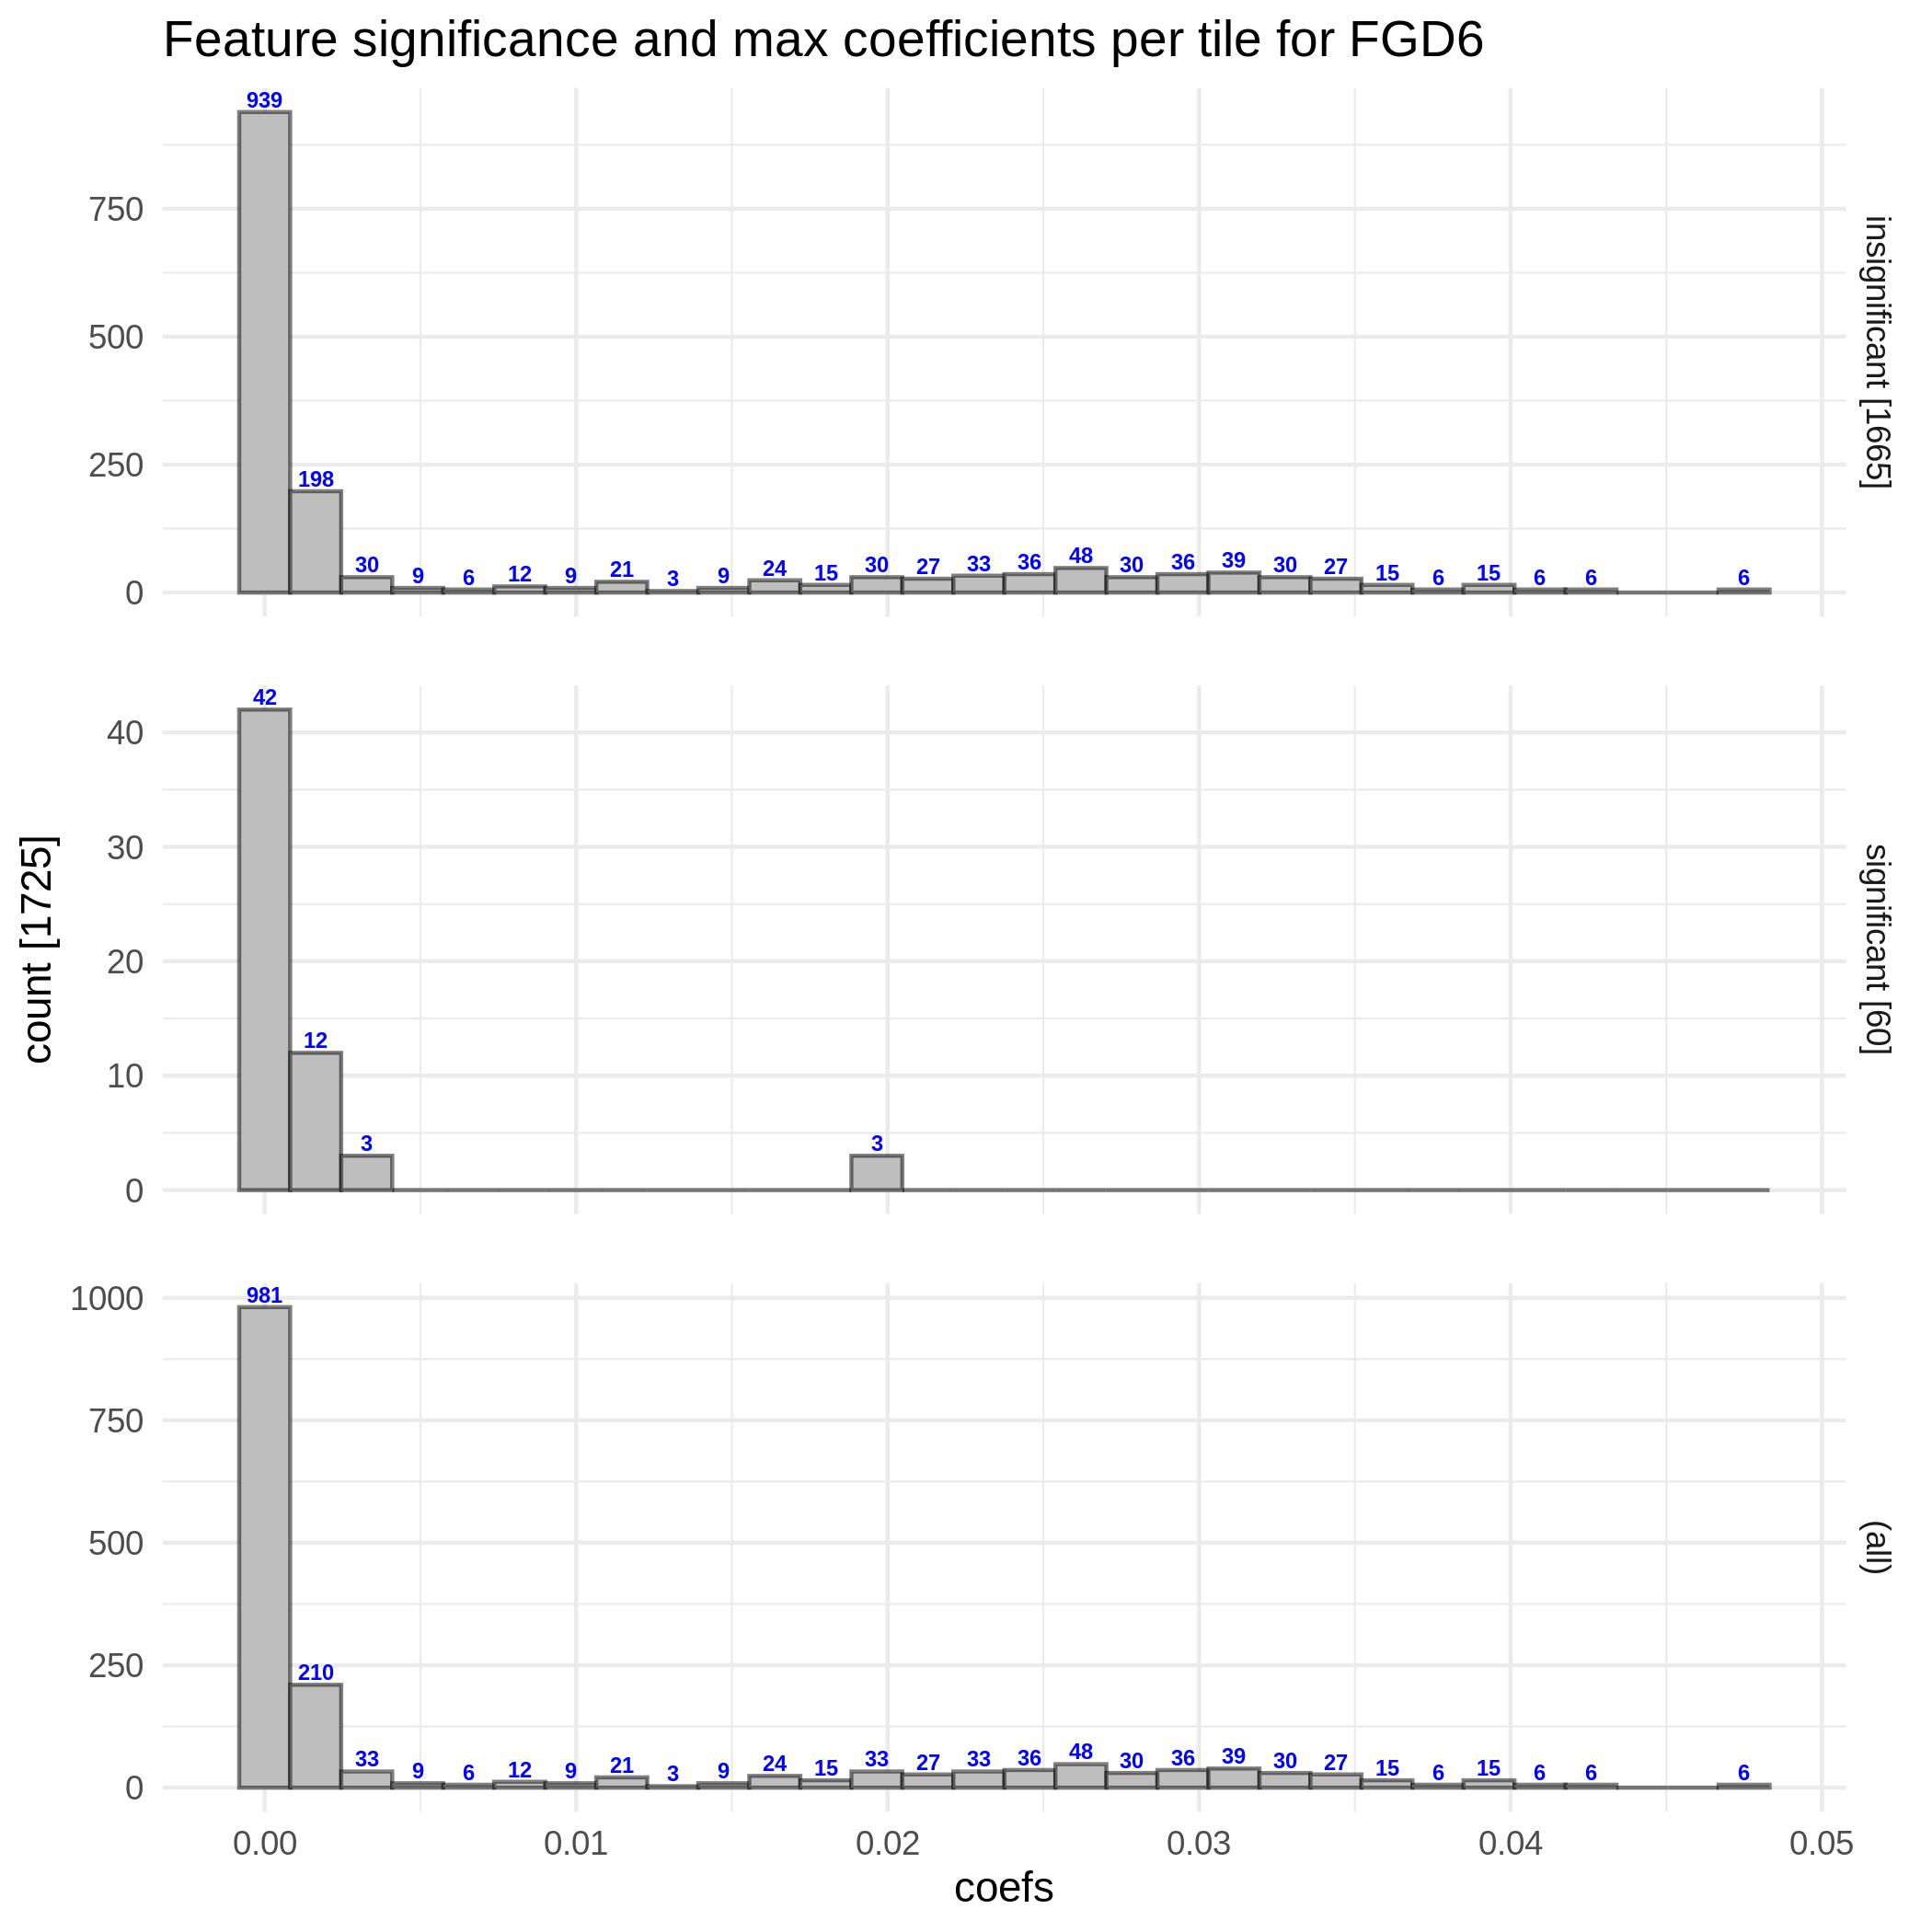 Feature significance and max coefficients per tile for FGD6
939
750
500
250
0
198
30 9 6 12 9 21 3 9 24 15 30 27 33 36 48 30 36 39 30 27 15 6 15 6 6 6
insignificant [1665]
count [1725]
42
40
30
20
10
0
12
3 3
significant [60]
1000
981
750
500
250
0
210
33 9 6 12 9 21 3 9 24 15 33 27 33 36 48 30 36 39 30 27 15 6 15 6 6 6
(all)
0.00 0.01 0.02 0.03 0.04 0.05
coefs